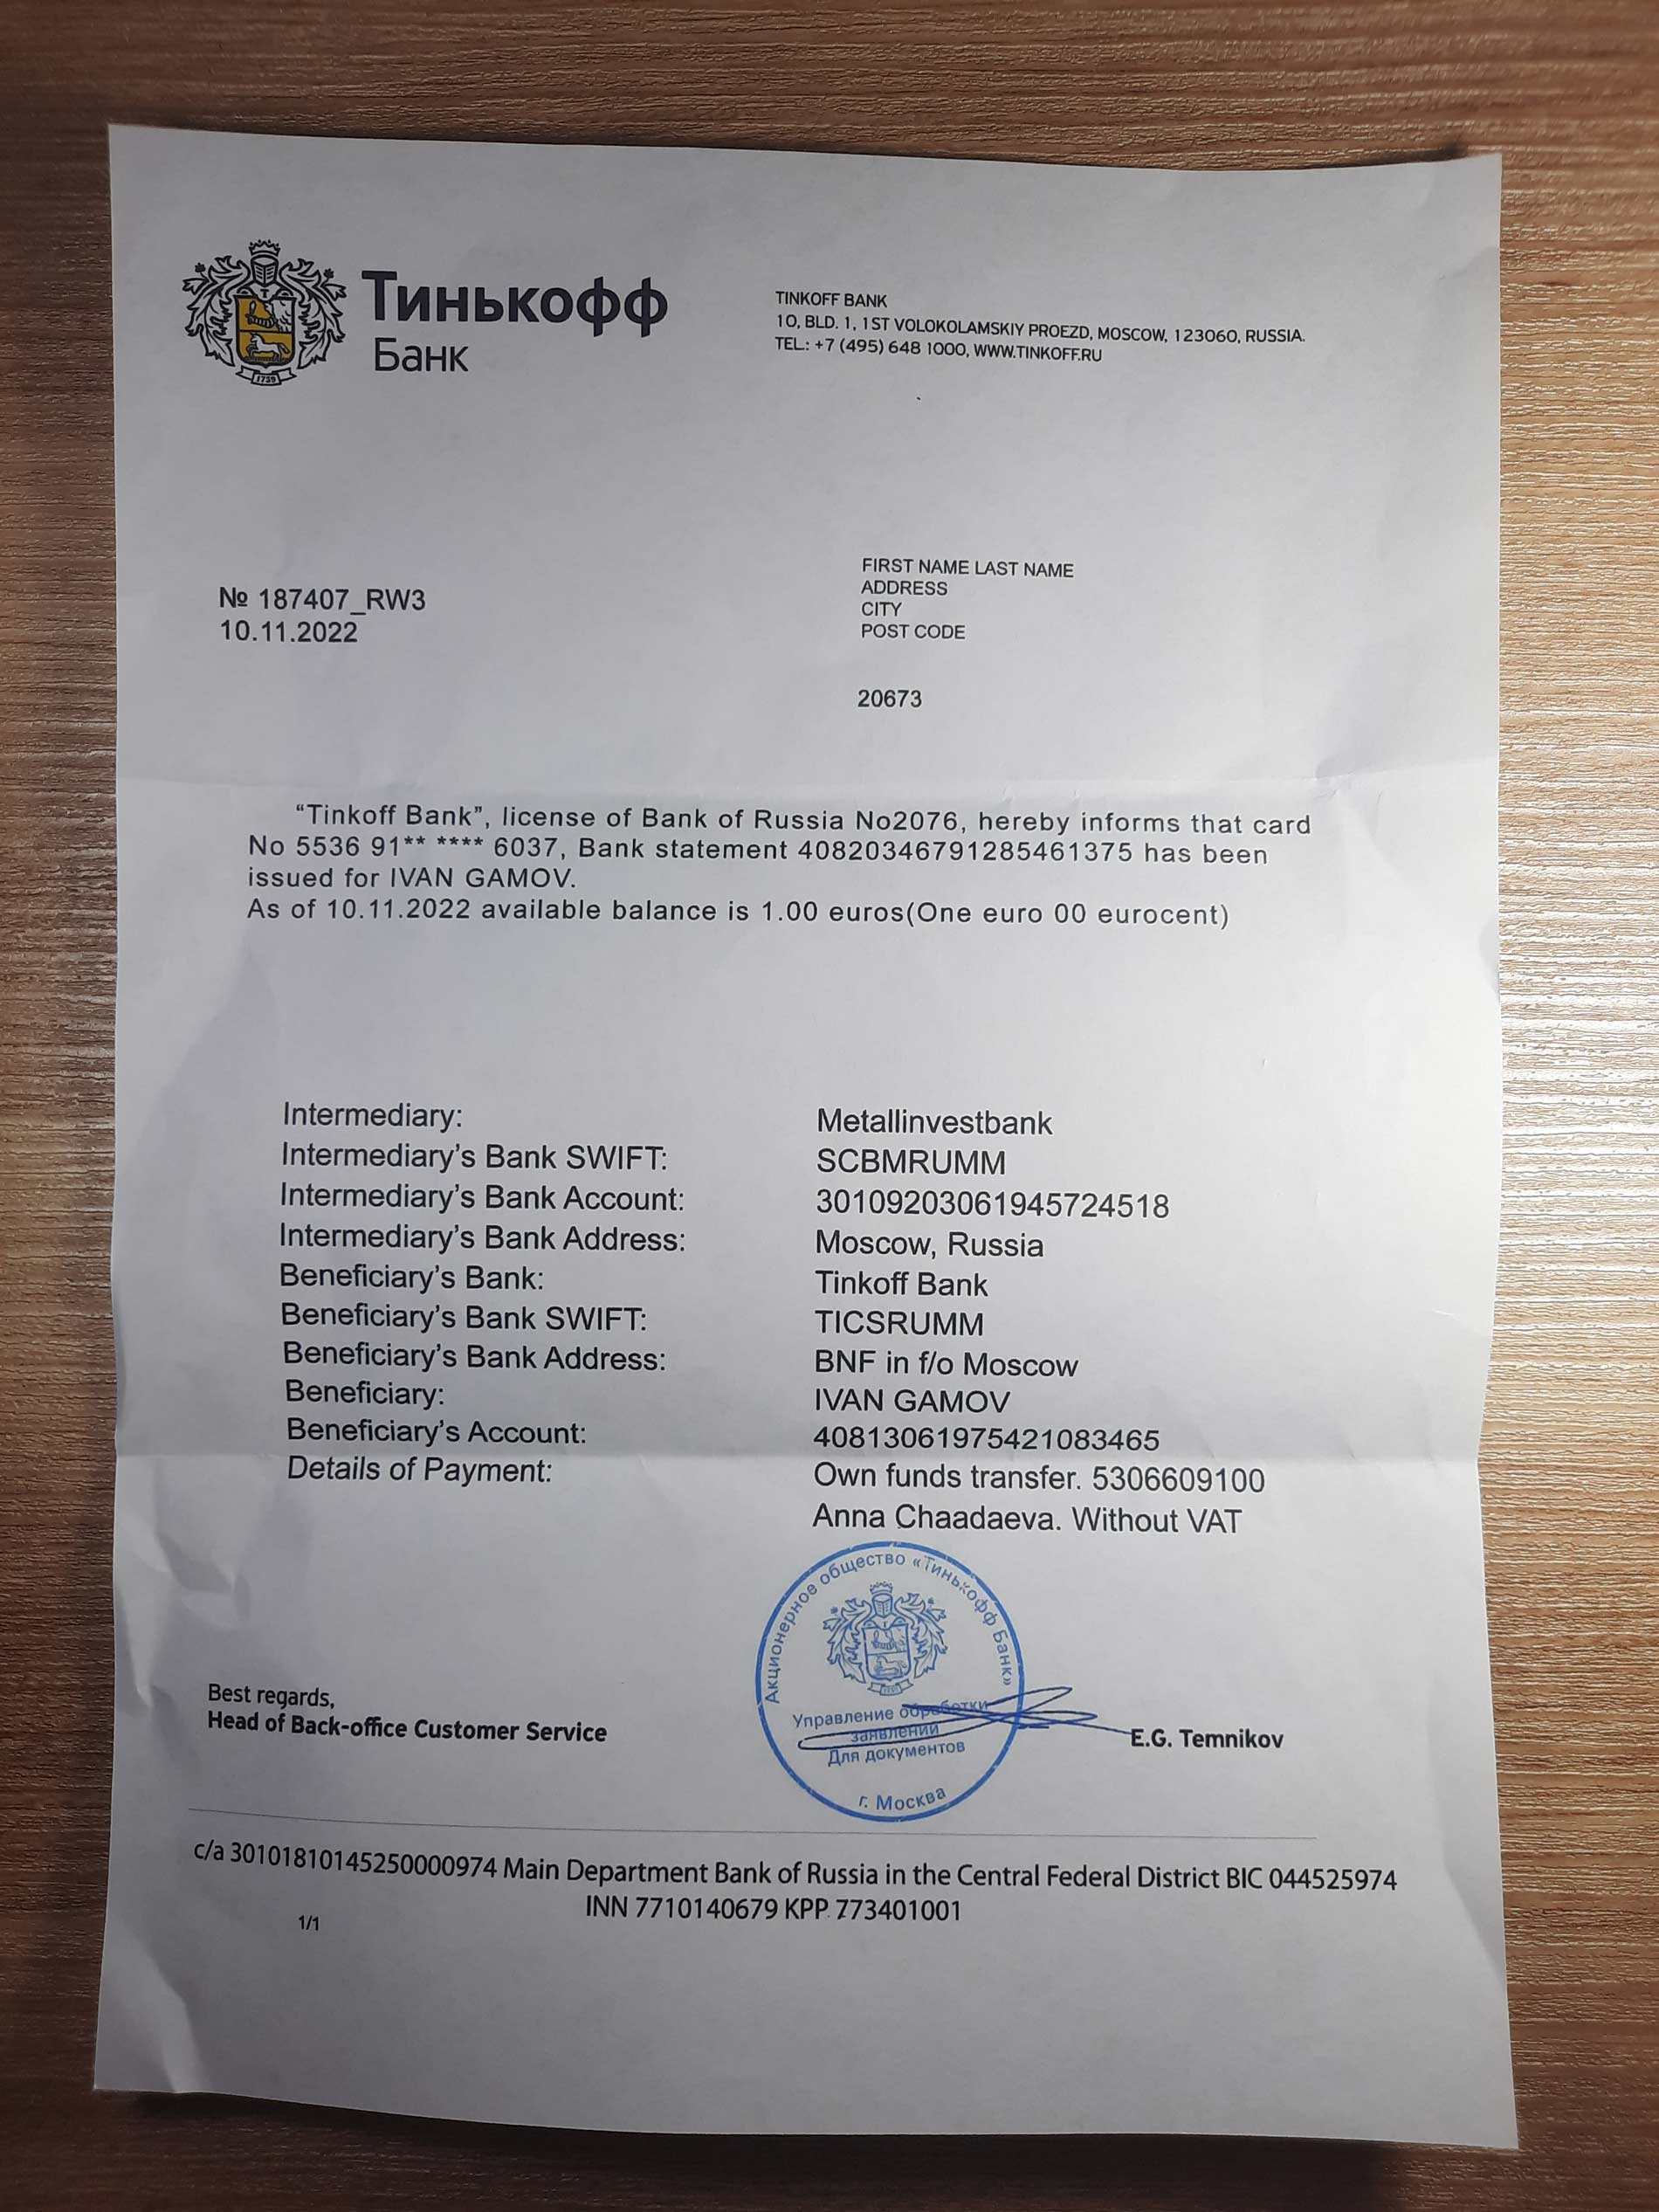 Тинькофф
Банк
1739
TINKOFF BANK
10, BLD. 1, 1ST VOLOKOLAMSKIY PROEZD, MOSCOW, 123060, RUSSIA.
TEL.: +7 (495) 648 1000, WWW.TINKOFF.RU
№ 187407_RW3
10.11.2022
FIRST NAME LAST NAME
ADDRESS
CITY
POST CODE
20673
“Tinkoff Bank”, license of Bank of Russia No2076, hereby informs that card
No 5536 91** **** 6037, Bank statement 40820346791285461375 has been
issued for IVAN GAMOV.
As of 10.11.2022 available balance is 1.00 euros(One euro 00 eurocent)
Intermediary: Metallinvestbank
Intermediary’s Bank SWIFT: SCBMRUMM
Intermediary’s Bank Account: 30109203061945724518
Intermediary’s Bank Address: Moscow, Russia
Beneficiary’s Bank: Tinkoff Bank
Beneficiary’s Bank SWIFT: TICSRUMM
Beneficiary’s Bank Address: BNF in f/o Moscow
Beneficiary: IVAN GAMOV
Beneficiary’s Account: 40813061975421083465
Details of Payment: Own funds transfer. 5306609100
Anna Chaadaeva. Without VAT
Акционерное общество «Тинькофф Банк»
Управление обработки
заявлений
Для документов
г. Москва
Best regards,
Head of Back-office Customer Service
E.G. Temnikov
c/a 30101810145250000974 Main Department Bank of Russia in the Central Federal District BIC 044525974
INN 7710140679 KPP 773401001
1/1